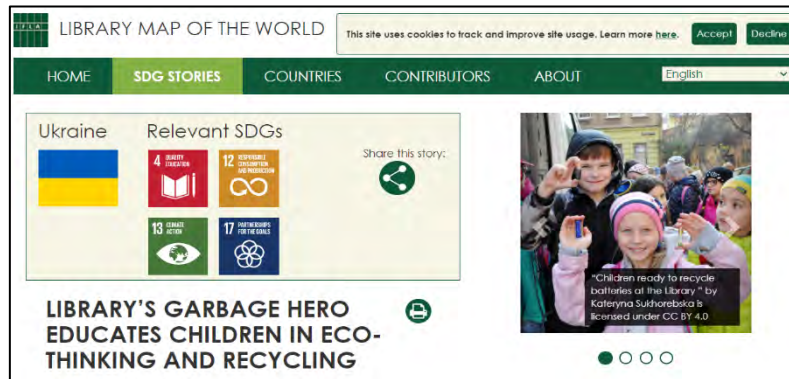 IFLA
LIBRARY MAP OF THE WORLD
This site uses cookies to track and improve site usage. Learn more here.
Accept
Decline
HOME
SDG STORIES
COUNTRIES
CONTRIBUTORS
ABOUT
English
Ukraine
Relevant SDGs
Share this story:
4 QUALITY
EDUCATION
12 RESPONSIBLE
CONSUMPTION
AND PRODUCTION
13 CLIMATE
ACTION
17 PARTNERSHIPS
FOR THE GOALS
LIBRARY'S GARBAGE HERO
EDUCATES CHILDREN IN ECO-
THINKING AND RECYCLING
"Children ready to recycle
batteries at the Library" by
Kateryna Sukhorebska is
licensed under CC BY 4.0